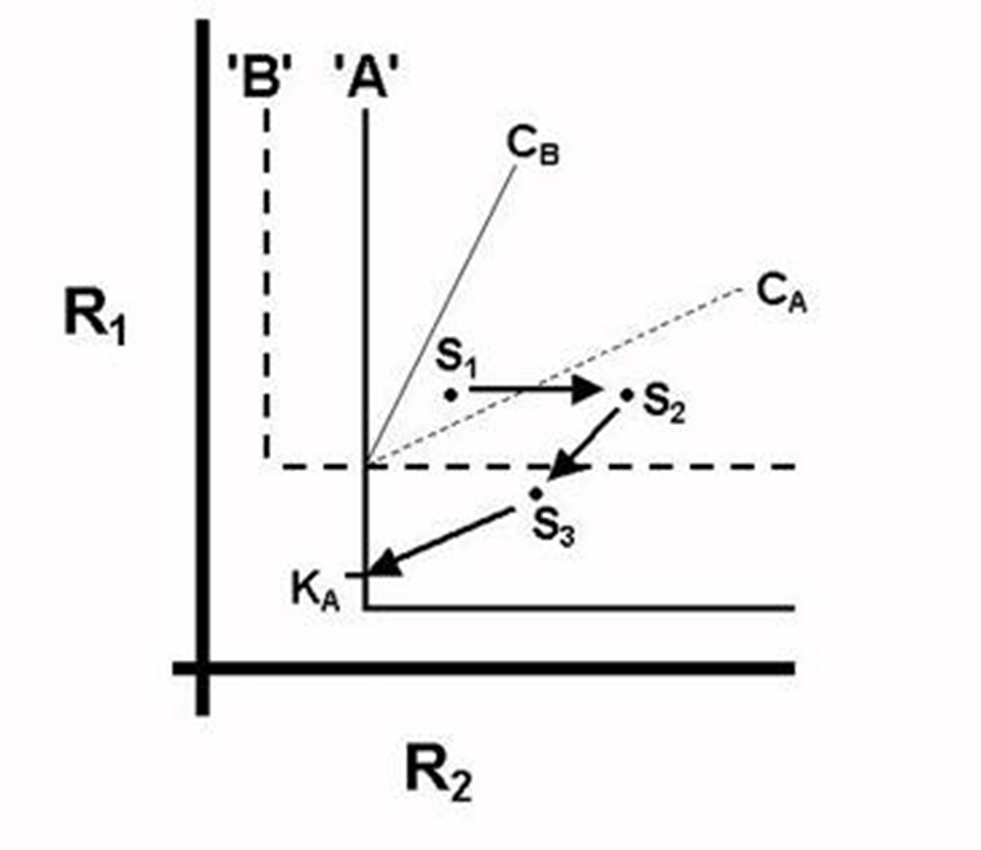 'B' 'A'
C_B
C_A
R_1
S_1
S_2
S_3
K_A
R_2